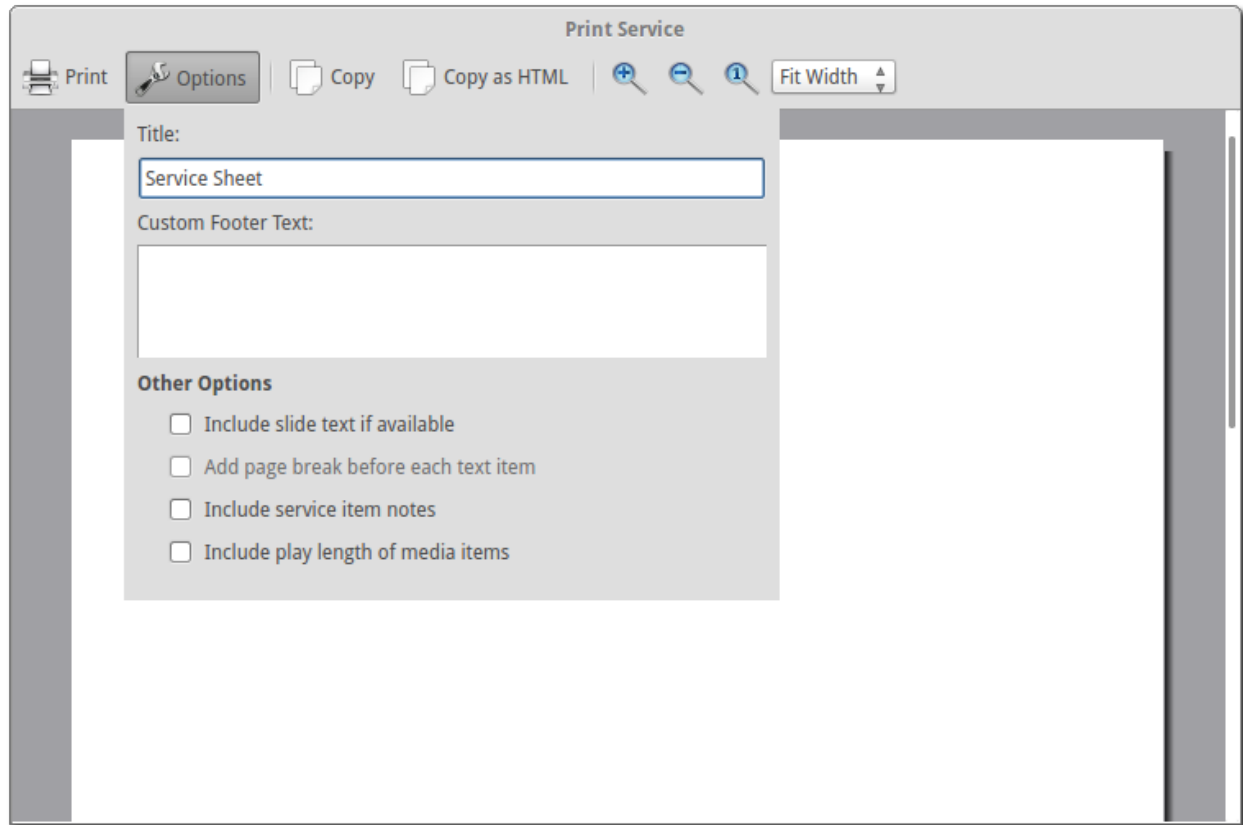 Print Service
Print Options Copy Copy as HTML 1 Fit Width
Title:
Service Sheet
Custom Footer Text:
Other Options
Include slide text if available
Add page break before each text item
Include service item notes
Include play length of media items